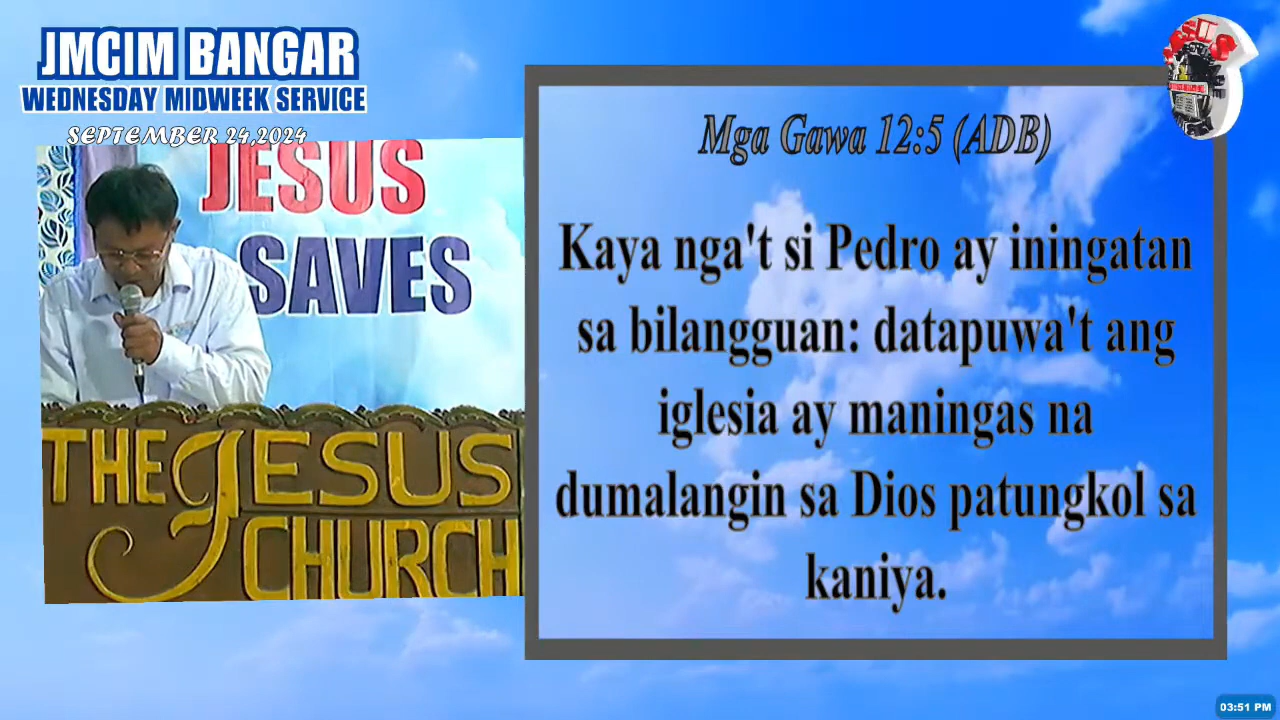 JMCIM BANGAR
WEDNESDAY MIDWEEK SERVICE
SEPTEMBER 24,2024
JESUS
SAVES
THE JESUS
CHURCH
Mga Gawa 12:5 (ADB)
Kaya nga't si Pedro ay iningatan
sa bilangguan: datapuwa't ang
iglesia ay maningas na
dumalangin sa Dios patungkol sa
kaniya.
03:51 PM